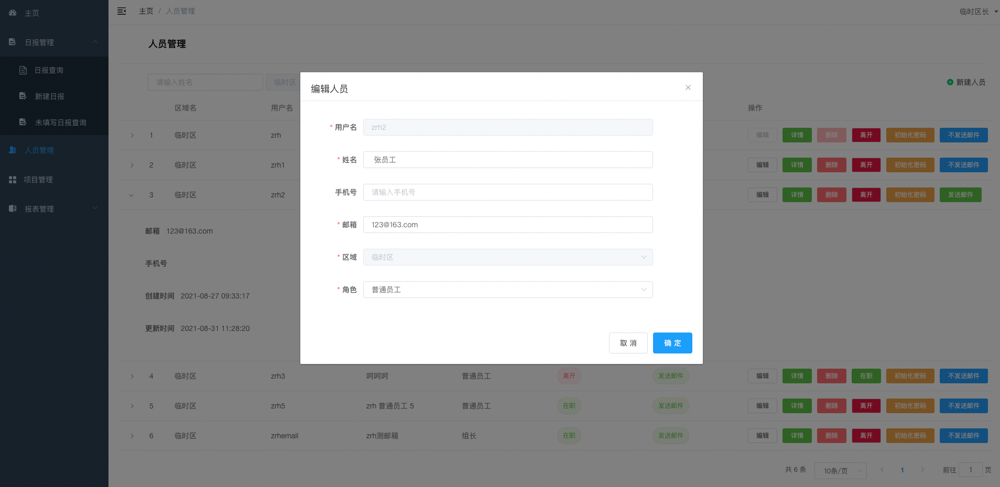 主页
日报管理
日报查询
新建日报
未填写日报查询
人员管理
项目管理
报表管理
主页 / 人员管理
临时区长
人员管理
请输入姓名 临时区
新建人员
区域名 用户名 操作
1 临时区 zrh 编辑 详情 删除 离开 初始化密码 不发送邮件
2 临时区 zrh1 编辑 详情 删除 离开 初始化密码 不发送邮件
3 临时区 zrh2 编辑 详情 删除 离开 初始化密码 发送邮件
邮箱 123@163.com
手机号
创建时间 2021-08-27 09:33:17
更新时间 2021-08-31 11:28:20
4 临时区 zrh3 呵呵呵 普通员工 离开 发送邮件 编辑 详情 删除 在职 初始化密码 不发送邮件
5 临时区 zrh5 zrh 普通员工 5 普通员工 在职 发送邮件 编辑 详情 删除 离开 初始化密码 不发送邮件
6 临时区 zrhemail zrh测邮箱 组长 在职 发送邮件 编辑 详情 删除 离开 初始化密码 不发送邮件
共 6 条 10条/页 1 前往 1 页
编辑人员
* 用户名 zrh2
* 姓名 张员工
手机号 请输入手机号
* 邮箱 123@163.com
* 区域 临时区
* 角色 普通员工
取 消 确 定